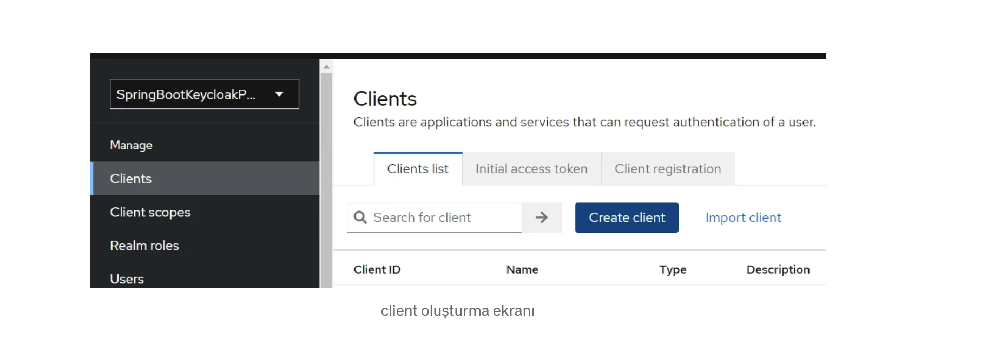 SpringBootKeycloakP...
Manage
Clients
Client scopes
Realm roles
Users
Clients
Clients are applications and services that can request authentication of a user.
Clients list
Initial access token
Client registration
Search for client
Create client
Import client
Client ID
Name
Type
Description
client oluşturma ekranı